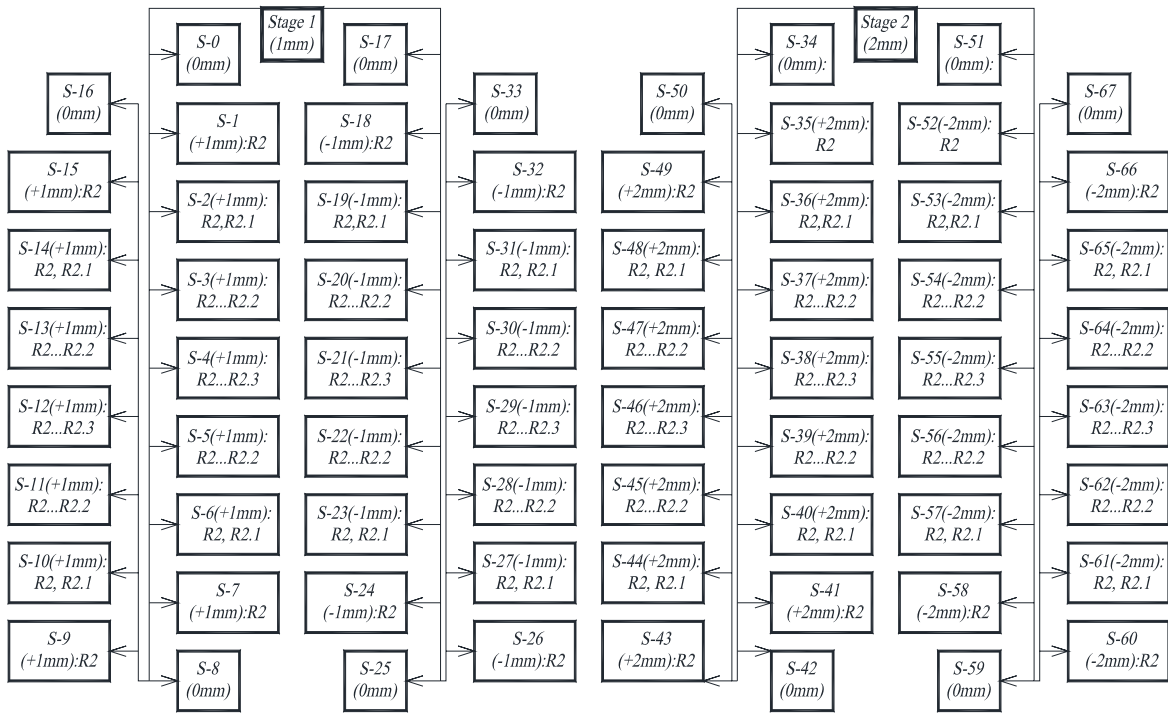 Stage 1
(1mm)
S-0
(0mm)
S-1
(+1mm):R2
S-2(+1mm):
R2,R2.1
S-3(+1mm):
R2...R2.2
S-4(+1mm):
R2...R2.3
S-5(+1mm):
R2...R2.2
S-6(+1mm):
R2, R2.1
S-7
(+1mm):R2
S-8
(0mm)
S-9
(+1mm):R2
S-10(+1mm):
R2, R2.1
S-11(+1mm):
R2...R2.2
S-12(+1mm):
R2...R2.3
S-13(+1mm):
R2...R2.2
S-14(+1mm):
R2, R2.1
S-15
(+1mm):R2
S-16
(0mm)
S-17
(0mm)
S-18
(-1mm):R2
S-19(-1mm):
R2,R2.1
S-20(-1mm):
R2...R2.2
S-21(-1mm):
R2...R2.3
S-22(-1mm):
R2...R2.2
S-23(-1mm):
R2, R2.1
S-24
(-1mm):R2
S-25
(0mm)
S-26
(-1mm):R2
S-27(-1mm):
R2, R2.1
S-28(-1mm):
R2...R2.2
S-29(-1mm):
R2...R2.3
S-30(-1mm):
R2...R2.2
S-31(-1mm):
R2, R2.1
S-32
(-1mm):R2
S-33
(0mm)
Stage 2
(2mm)
S-34
(0mm):
S-35(+2mm):
R2
S-36(+2mm):
R2,R2.1
S-37(+2mm):
R2...R2.2
S-38(+2mm):
R2...R2.3
S-39(+2mm):
R2...R2.2
S-40(+2mm):
R2, R2.1
S-41
(+2mm):R2
S-42
(0mm)
S-43
(+2mm):R2
S-44(+2mm):
R2, R2.1
S-45(+2mm):
R2...R2.2
S-46(+2mm):
R2...R2.3
S-47(+2mm):
R2...R2.2
S-48(+2mm):
R2, R2.1
S-49
(+2mm):R2
S-50
(0mm)
S-51
(0mm):
S-52(-2mm):
R2
S-53(-2mm):
R2,R2.1
S-54(-2mm):
R2...R2.2
S-55(-2mm):
R2...R2.3
S-56(-2mm):
R2...R2.2
S-57(-2mm):
R2, R2.1
S-58
(-2mm):R2
S-59
(0mm)
S-60
(-2mm):R2
S-61(-2mm):
R2, R2.1
S-62(-2mm):
R2...R2.2
S-63(-2mm):
R2...R2.3
S-64(-2mm):
R2...R2.2
S-65(-2mm):
R2, R2.1
S-66
(-2mm):R2
S-67
(0mm)